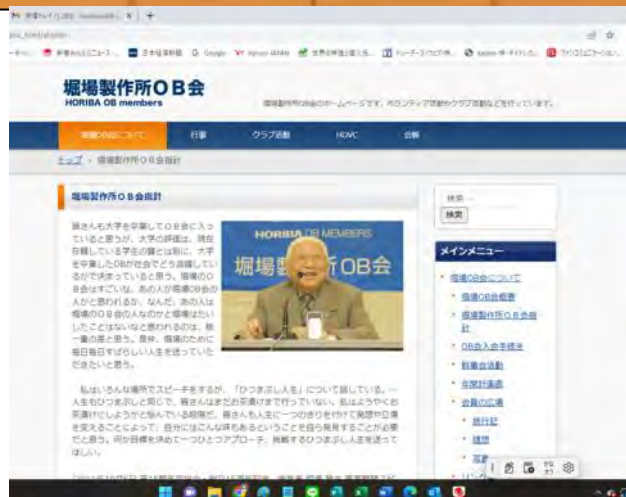 堀場製作所ＯＢ会
HORIBA OB members
堀場製作所OB会のホームページです。ボランティア活動やクラブ活動などを行っています。
堀場OB会について 行事 クラブ活動 HOVC 会報
トップ › 堀場製作所ＯＢ会指針
堀場製作所ＯＢ会指針
皆さんも大学を卒業してＯＢ会に入っ
ていると思うが、大学の評価は、現在
在籍している学生の質とは別に、大学
を卒業したOBが社会でどう活躍してい
るかで決まっていると思う。堀場のＯ
Ｂ会はすごいな、あの人が堀場OB会の
人かと思われるか、なんだ、あの人は
堀場のＯＢ会の人なのかと堀場はたい
したことはないなと思われるのは、紙
一重の差と思う。是非、堀場のために
毎日毎日すばらしい人生を送っていた
だきたいと思う。
HORIBA OB MEMBERS
OB会
私はいろんな場所でスピーチをするが、「ひつまぶし人生」について話している。
人生もひつまぶしと同じで、皆さんはまだお茶漬けまで行っていない。私はようやくお
茶漬けにしようかと悩んでいる段階だ。皆さんも人生に一つのきりを付けて発想や立場
を変えることによって、自分にはこんな味もあるということを自ら発見することが必要
だと思う。何か目標を決めて一つひとつアプローチ、挑戦するひつまぶし人生を送って
ほしい。
検索
検索
メインメニュー
堀場OB会について
堀場OB会概要
堀場製作所ＯＢ会指
針
OB会入会手続き
幹事会活動
年間計画表
会員の広場
旅行記
随想